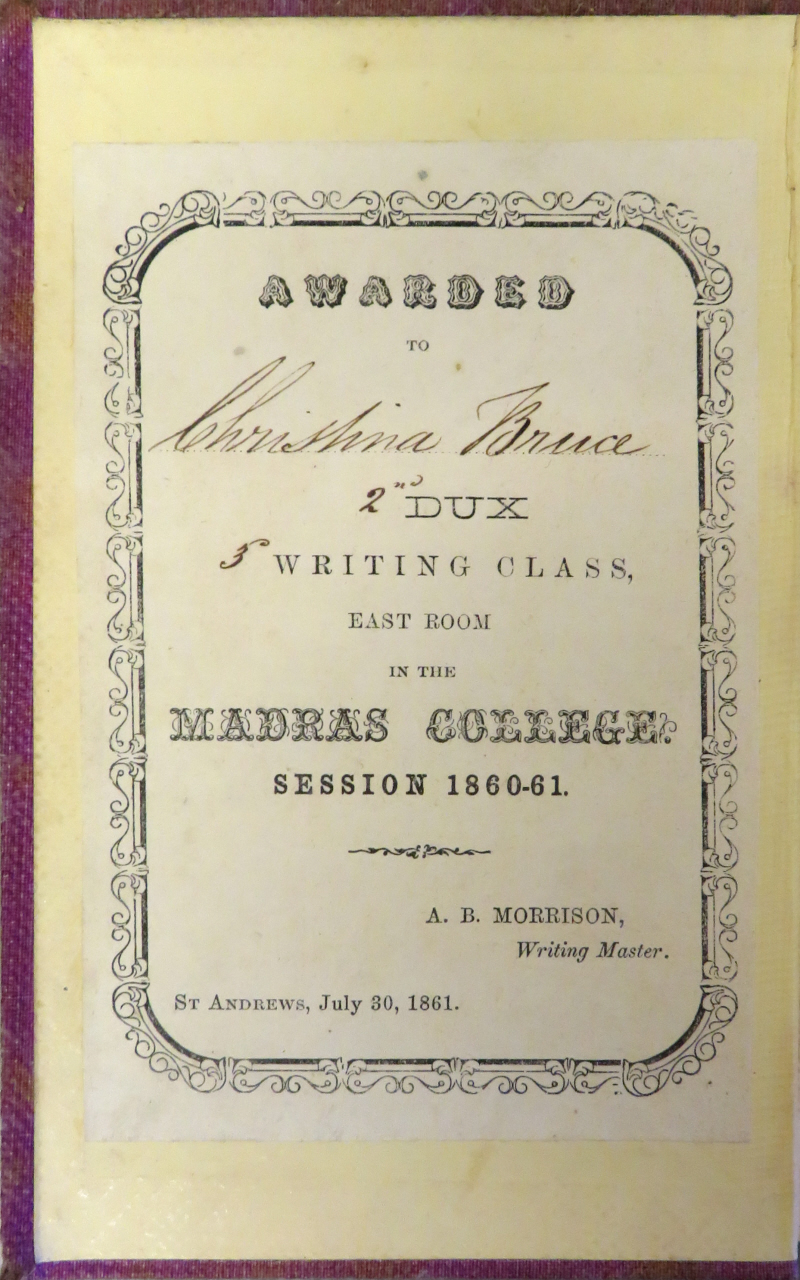 AWARDED
TO
Christina Bruce
2nd DUX
WRITING CLASS,
EAST ROOM
IN THE
MADRAS COLLEGE,
SESSION 1860-61.
A. B. MORRISON,
Writing Master.
ST ANDREWS, July 30, 1861.